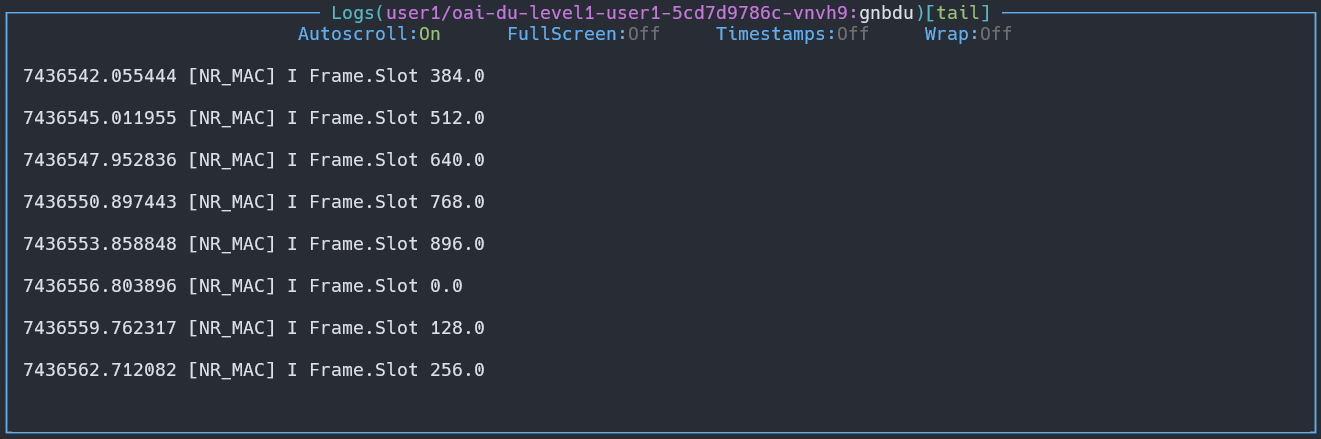 Logs(user1/oai-du-level1-user1-5cd7d9786c-vnvh9:gnbdu)[tail]
Autoscroll:On FullScreen:Off Timestamps:Off Wrap:Off
7436542.055444 [NR_MAC] I Frame.Slot 384.0
7436545.011955 [NR_MAC] I Frame.Slot 512.0
7436547.952836 [NR_MAC] I Frame.Slot 640.0
7436550.897443 [NR_MAC] I Frame.Slot 768.0
7436553.858848 [NR_MAC] I Frame.Slot 896.0
7436556.803896 [NR_MAC] I Frame.Slot 0.0
7436559.762317 [NR_MAC] I Frame.Slot 128.0
7436562.712082 [NR_MAC] I Frame.Slot 256.0